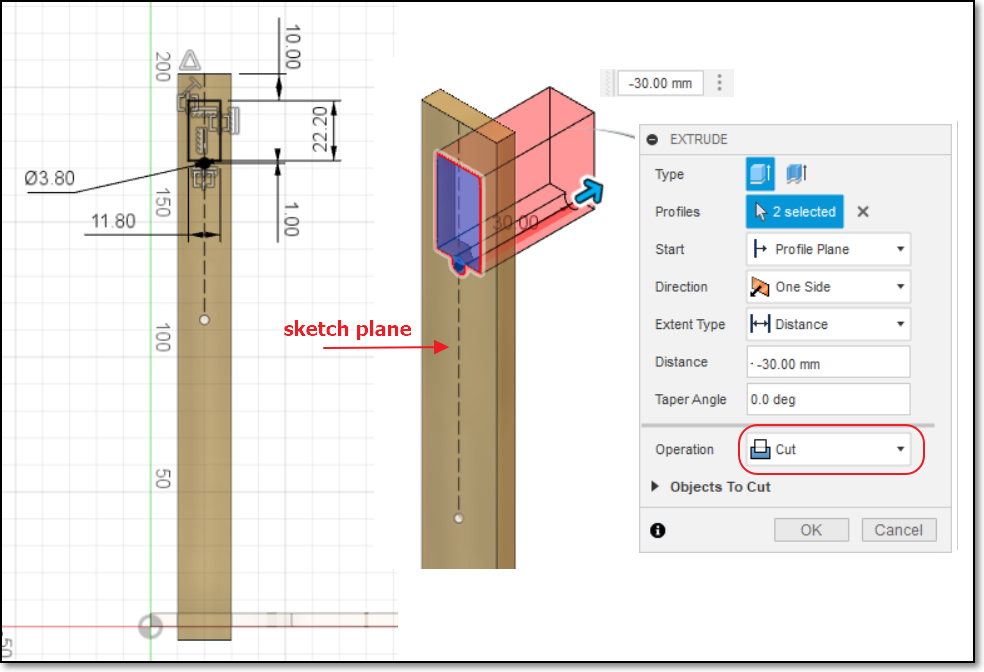 200
10.00
22.20
Ø3.80
150
11.80
1.00
100
50
50
sketch plane
30.00
-30.00 mm
EXTRUDE
Type
Profiles
2 selected
Start
Profile Plane
Direction
One Side
Extent Type
Distance
Distance
-30.00 mm
Taper Angle
0.0 deg
Operation
Cut
Objects To Cut
OK
Cancel